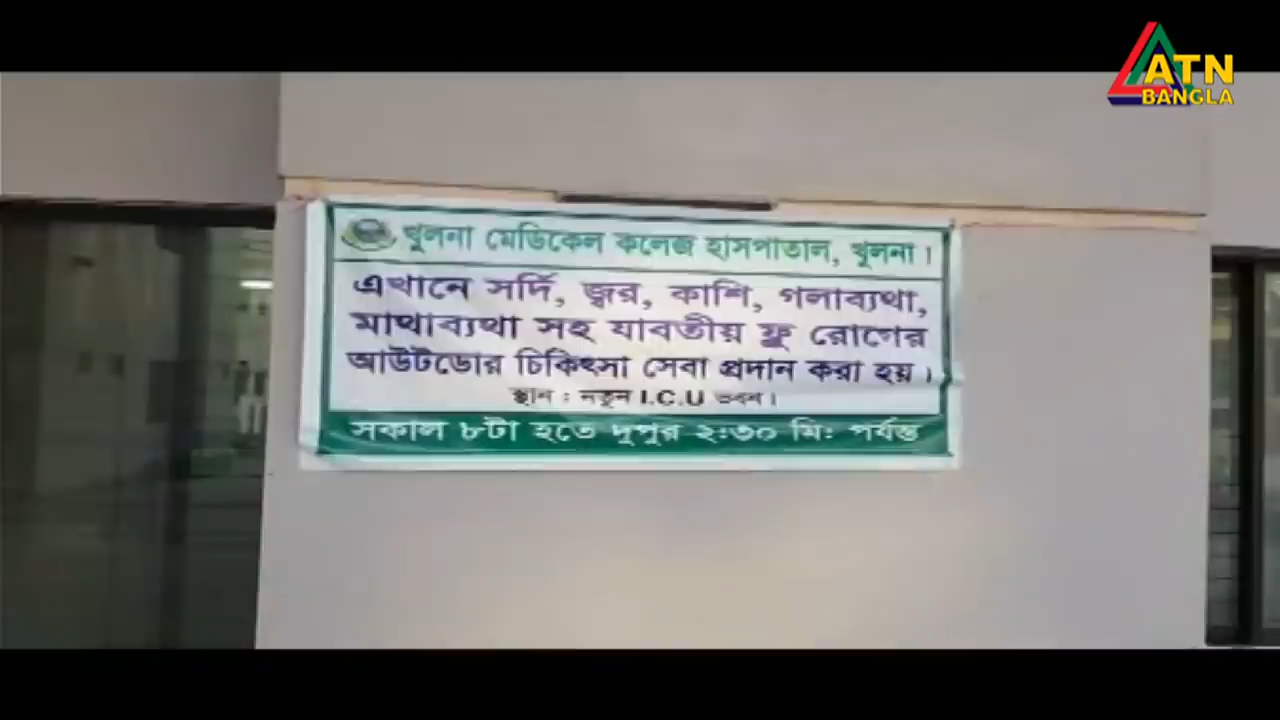 ATN
BANGLA
খুলনা মেডিকেল কলেজ হাসপাতাল, খুলনা।
এখানে সর্দি, জ্বর, কাশি, গলাব্যথা,
মাথাব্যথা সহ যাবতীয় ফ্লু রোগের
আউটডোর চিকিৎসা সেবা প্রদান করা হয়।
স্থান : নতুন I.C.U ভবন।
সকাল ৮টা হতে দুপুর ২:৩০ মি: পর্যন্ত